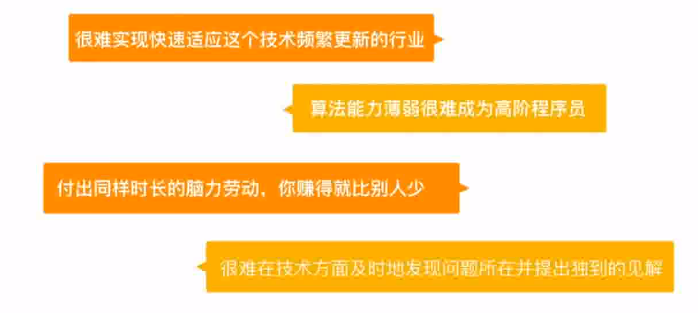 很难实现快速适应这个技术频繁更新的行业
算法能力薄弱很难成为高阶程序员
付出同样时长的脑力劳动，你赚得就比别人少
很难在技术方面及时地发现问题所在并提出独到的见解